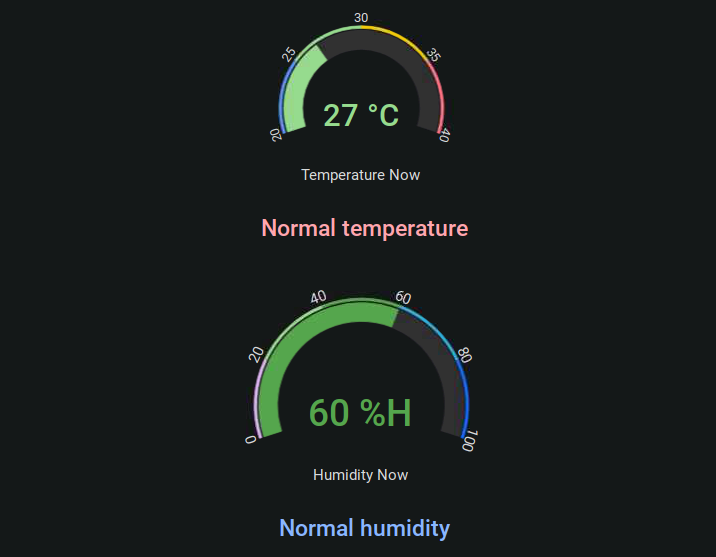 30
25
35
20
27 °C
40
Temperature Now
Normal temperature
40
60
20
80
0
60 %H
100
Humidity Now
Normal humidity